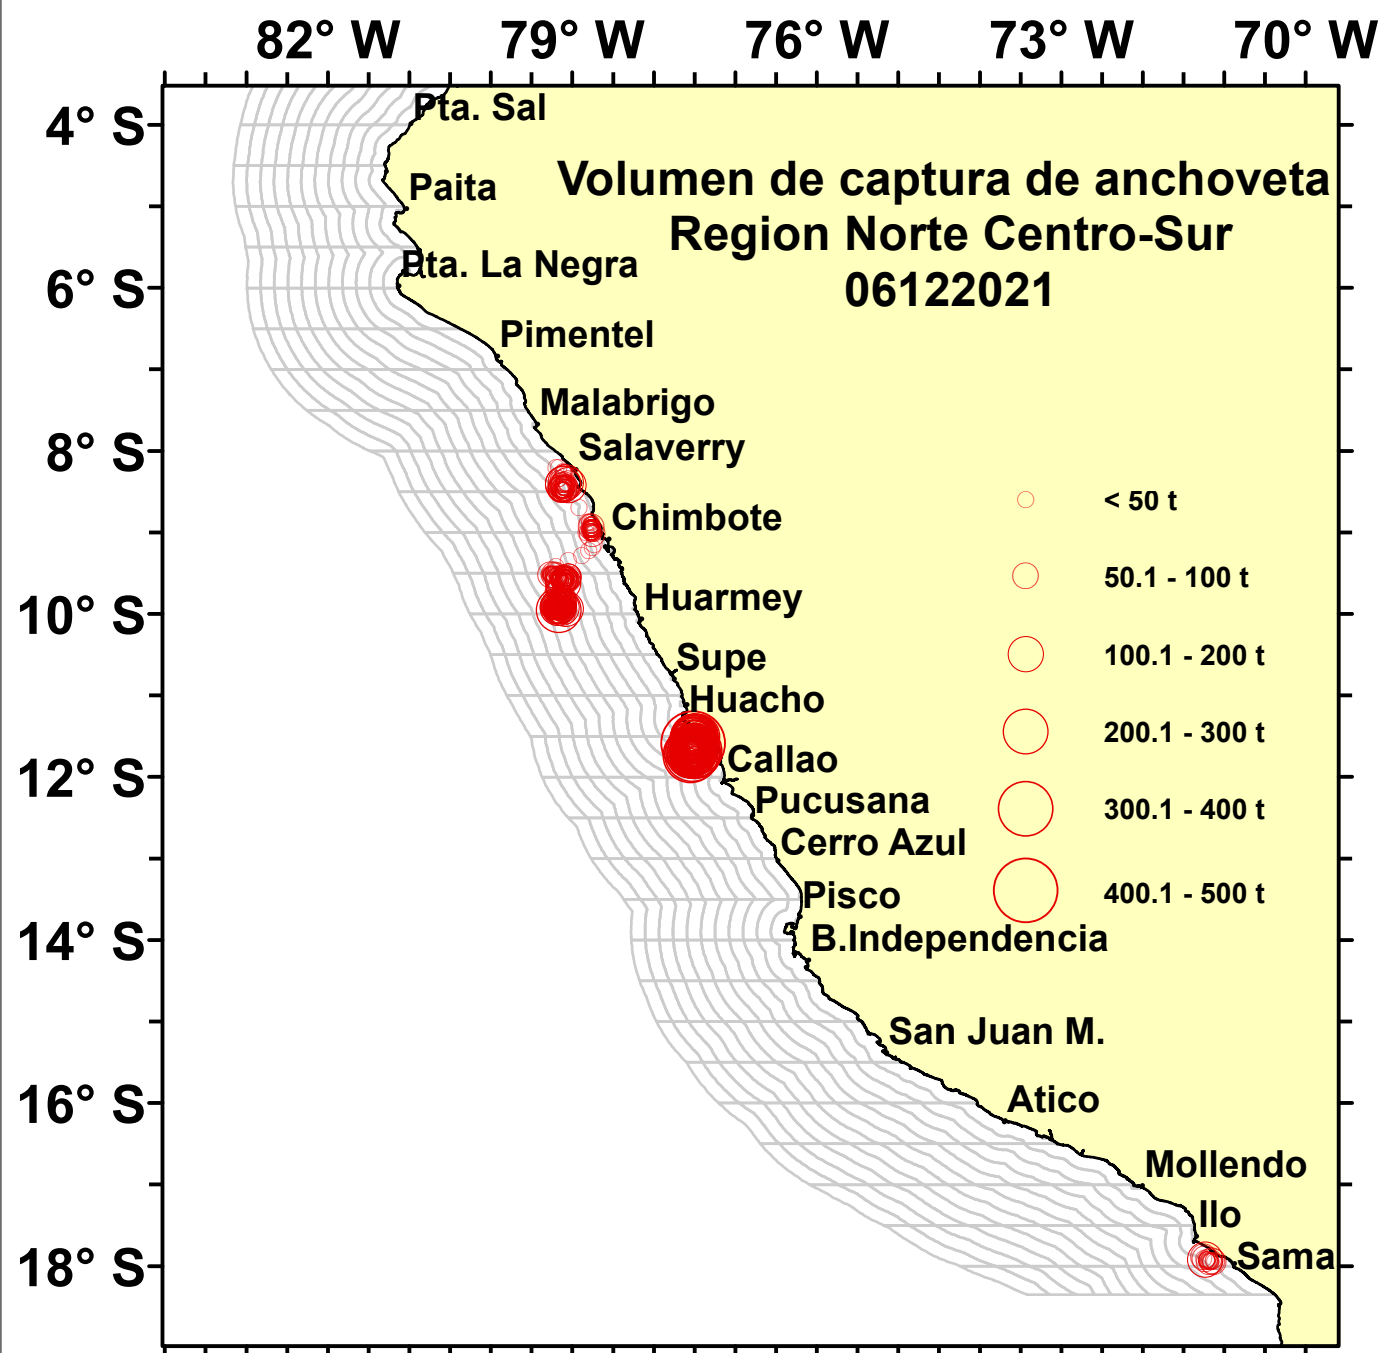 82° W 79° W 76° W 73° W 70° W
4° S
6° S
8° S
10° S
12° S
14° S
16° S
18° S
Volumen de captura de anchoveta
Region Norte Centro-Sur
06122021
Pta. Sal
Paita
Pta. La Negra
Pimentel
Malabrigo
Salaverry
Chimbote
Huarmey
Supe
Huacho
Callao
Pucusana
Cerro Azul
Pisco
B.Independencia
San Juan M.
Atico
Mollendo
Ilo
Sama
< 50 t
50.1 - 100 t
100.1 - 200 t
200.1 - 300 t
300.1 - 400 t
400.1 - 500 t